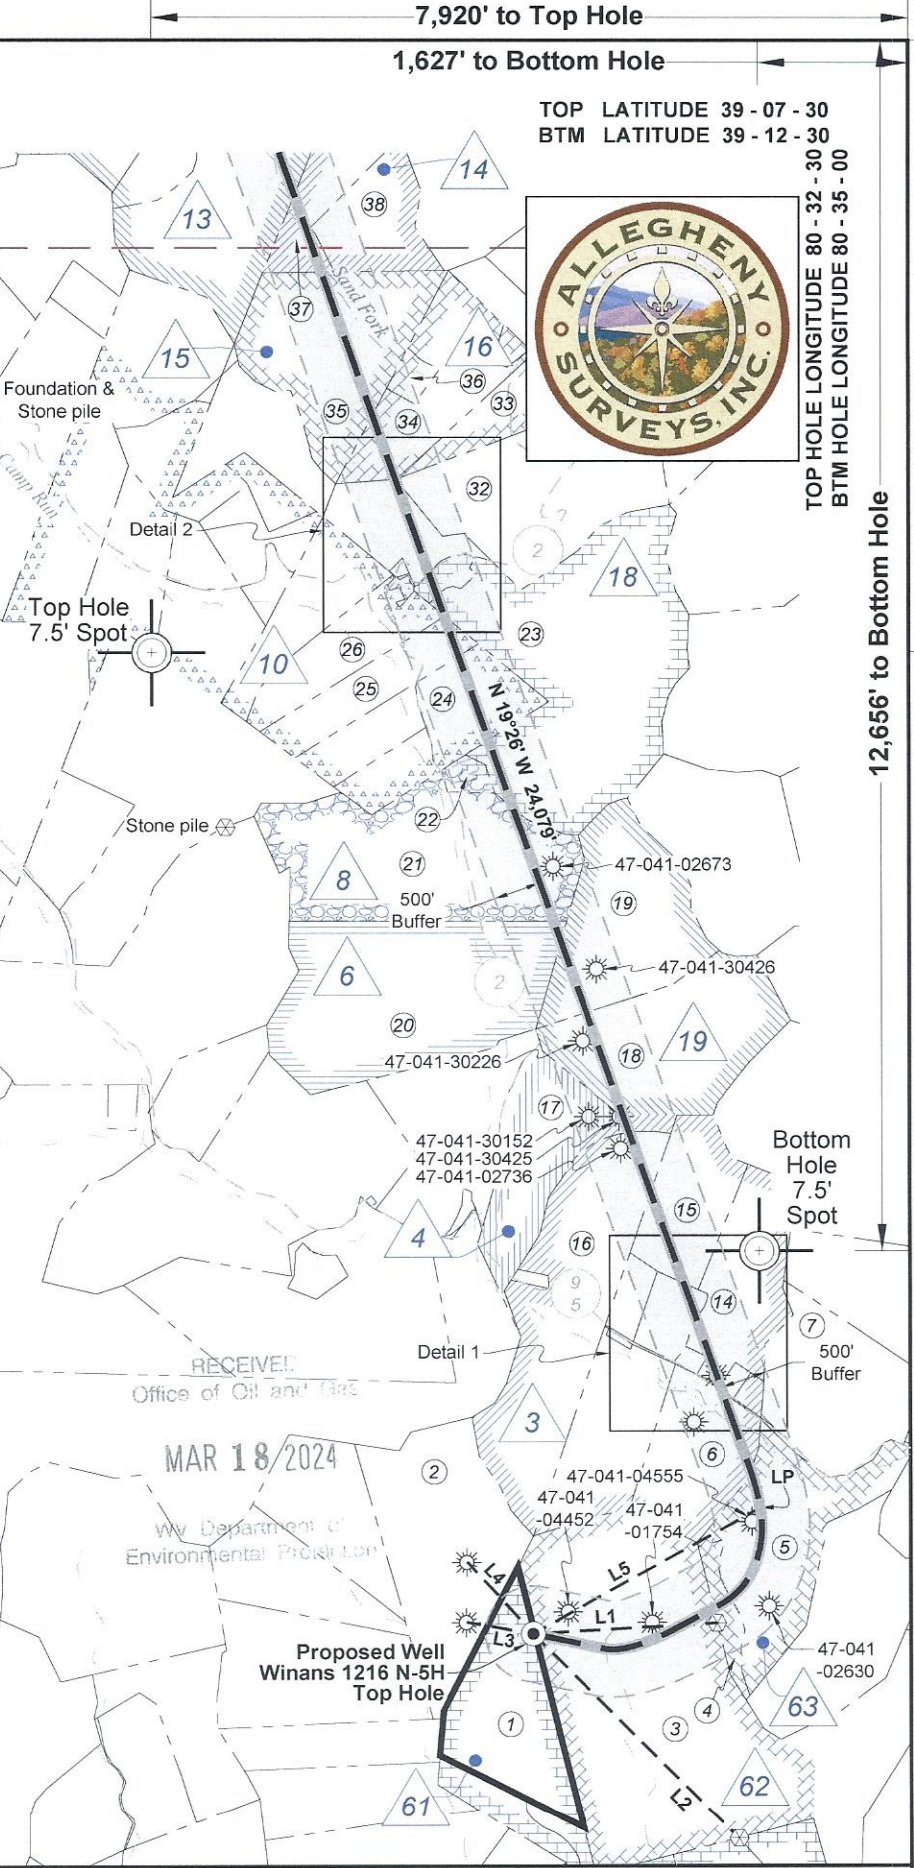 7,920' to Top Hole
1,627' to Bottom Hole
TOP LATITUDE 39 - 07 - 30
BTM LATITUDE 39 - 12 - 30
TOP HOLE LONGITUDE 80 - 32 - 30
BTM HOLE LONGITUDE 80 - 35 - 00
12,656' to Bottom Hole
14
38
13
ALLEGHENY
SURVEYS, INC.
Sand Fork
37
15
16
36
Foundation &
Stone pile
35
34
33
Camp Run
32
Detail 2
2
18
Top Hole
7.5' Spot
23
26
10
25
24
N 19°26' W 24,079'
22
Stone pile
21
47-041-02673
8
500'
Buffer
19
6
47-041-30426
2
20
19
47-041-30226
18
17
47-041-30152
47-041-30425
47-041-02736
Bottom
Hole
7.5'
Spot
15
4
16
9
5
14
7
Detail 1
500'
Buffer
RECEIVED
Office of Oil and Gas
3
MAR 18 2024
2
6
47-041-04555
LP
47-041
-04452
47-041
-01754
WV Department of
Environmental Protection
5
L4
L5
L1
L3
Proposed Well
Winans 1216 N-5H
Top Hole
47-041
-02630
1
3
4
63
62
L2
61